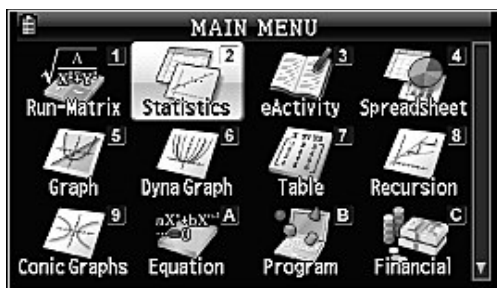 MAIN MENU
1 2 3 4
Run-Matrix Statistics eActivity Spreadsheet
5 6 7 8
Graph Dyna Graph Table Recursion
9 A B C
Conic Graphs Equation Program Financial